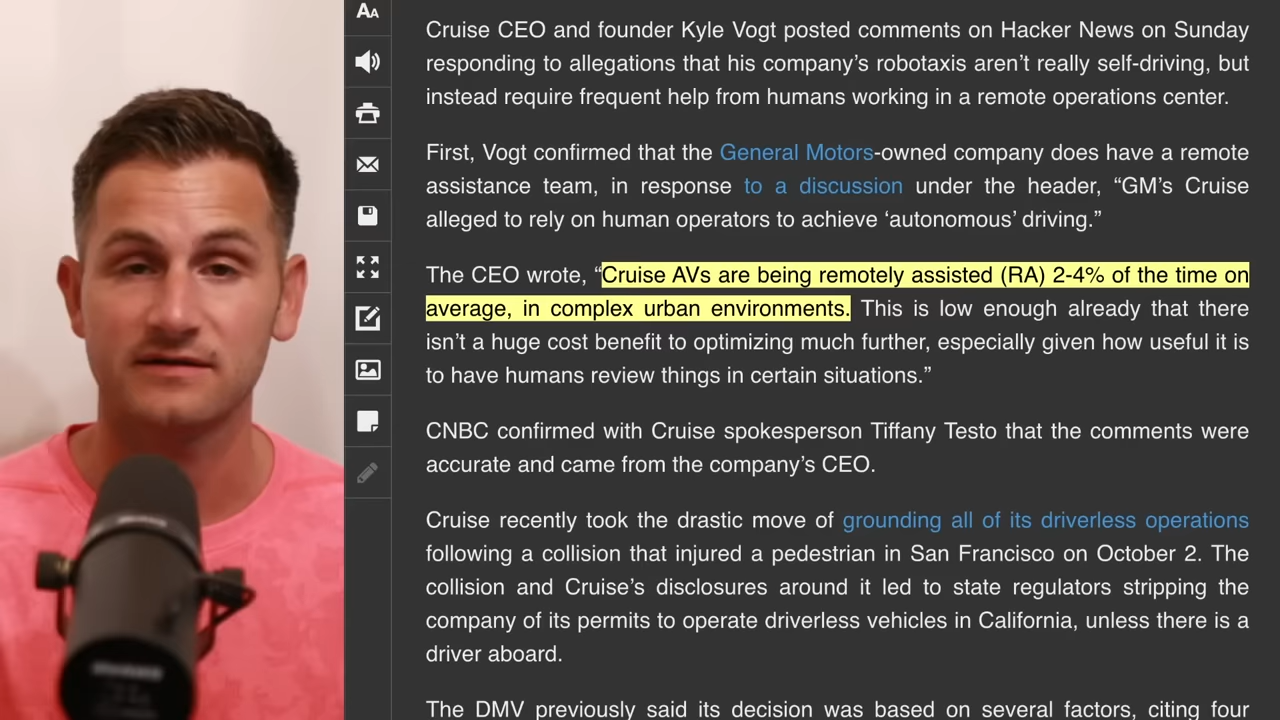 AA
Cruise CEO and founder Kyle Vogt posted comments on Hacker News on Sunday
responding to allegations that his company’s robotaxis aren’t really self-driving, but
instead require frequent help from humans working in a remote operations center.
First, Vogt confirmed that the General Motors-owned company does have a remote
assistance team, in response to a discussion under the header, “GM’s Cruise
alleged to rely on human operators to achieve ‘autonomous’ driving.”
The CEO wrote, “Cruise AVs are being remotely assisted (RA) 2-4% of the time on
average, in complex urban environments. This is low enough already that there
isn’t a huge cost benefit to optimizing much further, especially given how useful it is
to have humans review things in certain situations.”
CNBC confirmed with Cruise spokesperson Tiffany Testo that the comments were
accurate and came from the company’s CEO.
Cruise recently took the drastic move of grounding all of its driverless operations
following a collision that injured a pedestrian in San Francisco on October 2. The
collision and Cruise’s disclosures around it led to state regulators stripping the
company of its permits to operate driverless vehicles in California, unless there is a
driver aboard.
The DMV previously said its decision was based on several factors, citing four